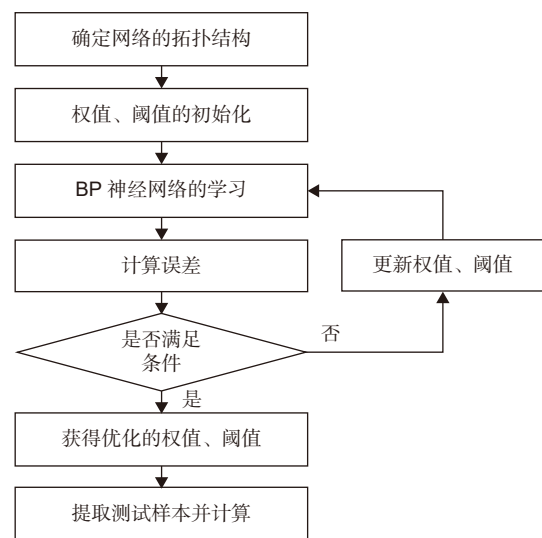 确定网络的拓扑结构
权值、阈值的初始化
BP 神经网络的学习
计算误差
更新权值、阈值
是否满足
条件
否
是
获得优化的权值、阈值
提取测试样本并计算